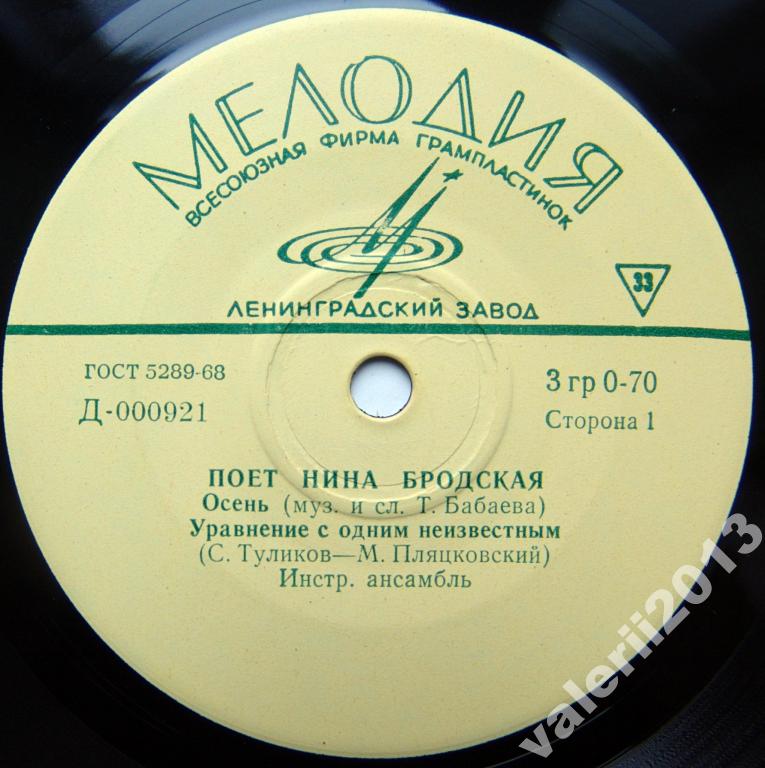 МЕЛОДИЯ
ВСЕСОЮЗНАЯ ФИРМА ГРАМПЛАСТИНОК
33
ЛЕНИНГРАДСКИЙ ЗАВОД
ГОСТ 5289-68
3 гр 0-70
Д-000921
Сторона 1
ПОЕТ НИНА БРОДСКАЯ
Осень (муз. и сл. Т. Бабаева)
Уравнение с одним неизвестным
(С. Туликов—М. Пляцковский)
Инстр. ансамбль
valerii2013